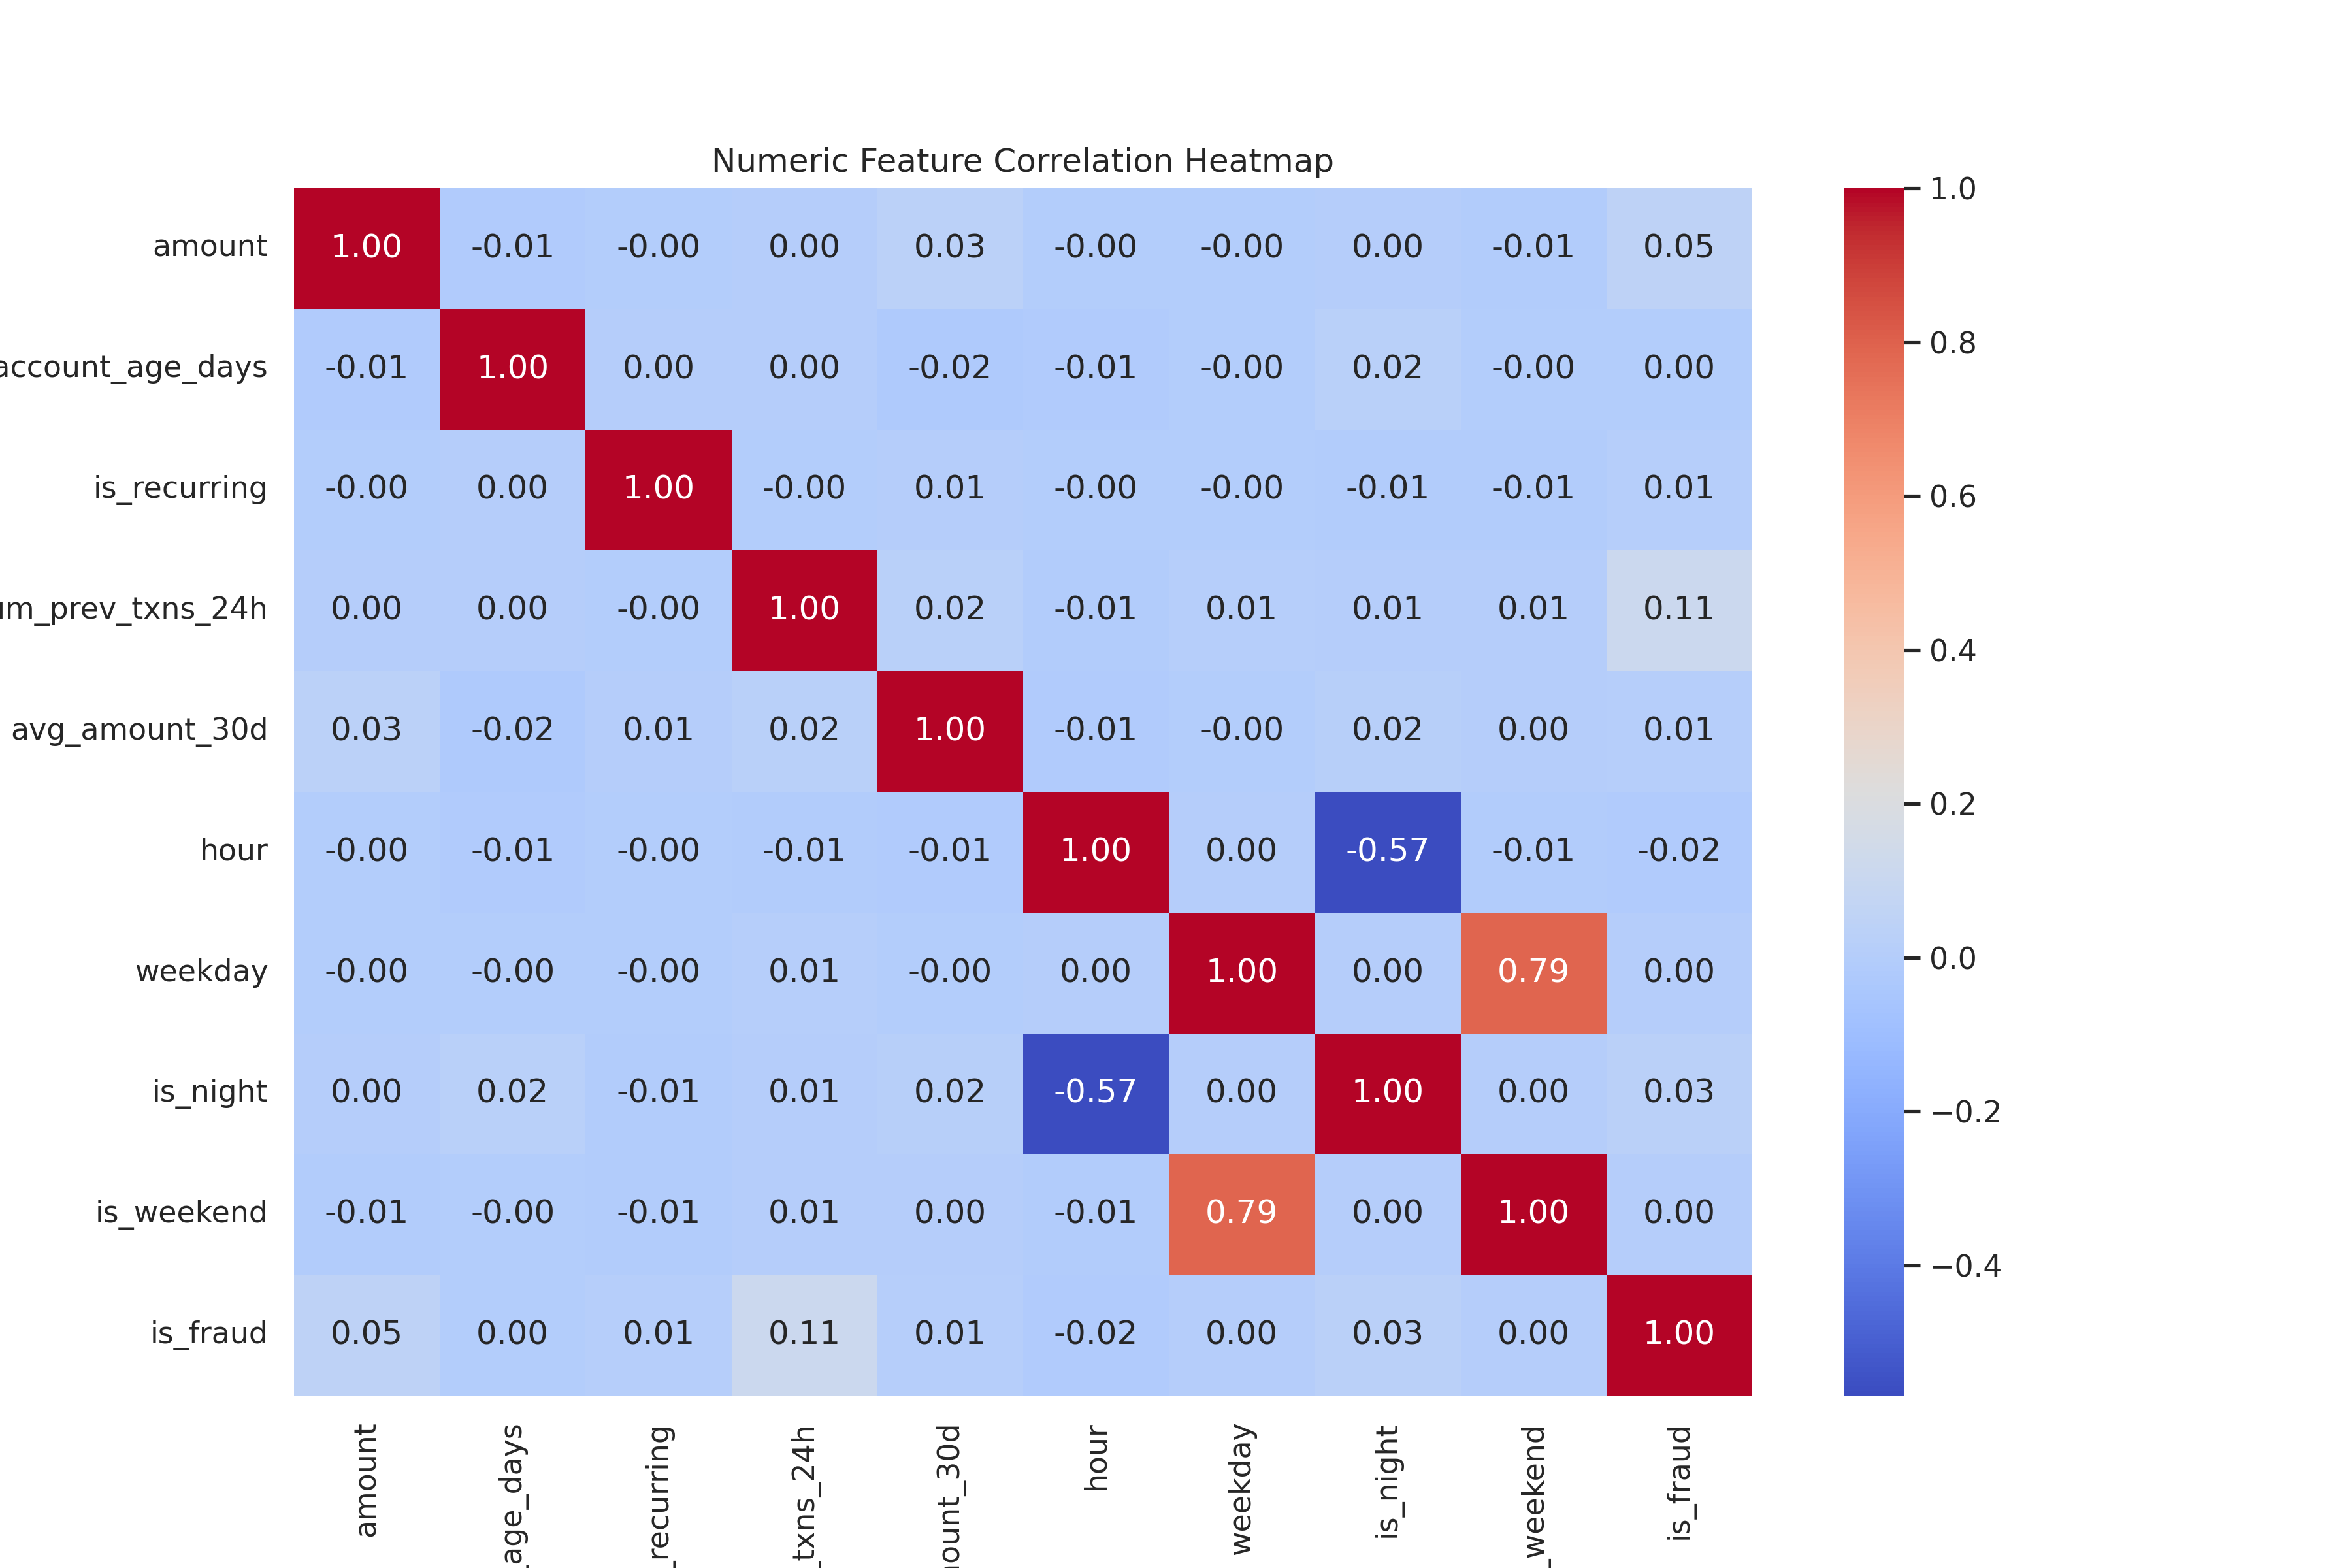 Numeric Feature Correlation Heatmap
amount 1.00 -0.01 -0.00 0.00 0.03 -0.00 -0.00 0.00 -0.01 0.05
account_age_days -0.01 1.00 0.00 0.00 -0.02 -0.01 -0.00 0.02 -0.00 0.00
is_recurring -0.00 0.00 1.00 -0.00 0.01 -0.00 -0.00 -0.01 -0.01 0.01
um_prev_txns_24h 0.00 0.00 -0.00 1.00 0.02 -0.01 0.01 0.01 0.01 0.11
avg_amount_30d 0.03 -0.02 0.01 0.02 1.00 -0.01 -0.00 0.02 0.00 0.01
hour -0.00 -0.01 -0.00 -0.01 -0.01 1.00 0.00 -0.57 -0.01 -0.02
weekday -0.00 -0.00 -0.00 0.01 -0.00 0.00 1.00 0.00 0.79 0.00
is_night 0.00 0.02 -0.01 0.01 0.02 -0.57 0.00 1.00 0.00 0.03
is_weekend -0.01 -0.00 -0.01 0.01 0.00 -0.01 0.79 0.00 1.00 0.00
is_fraud 0.05 0.00 0.01 0.11 0.01 -0.02 0.00 0.03 0.00 1.00
amount
_age_days
_recurring
_txns_24h
ount_30d
hour
weekday
is_night
_weekend
is_fraud
1.0
0.8
0.6
0.4
0.2
0.0
−0.2
−0.4